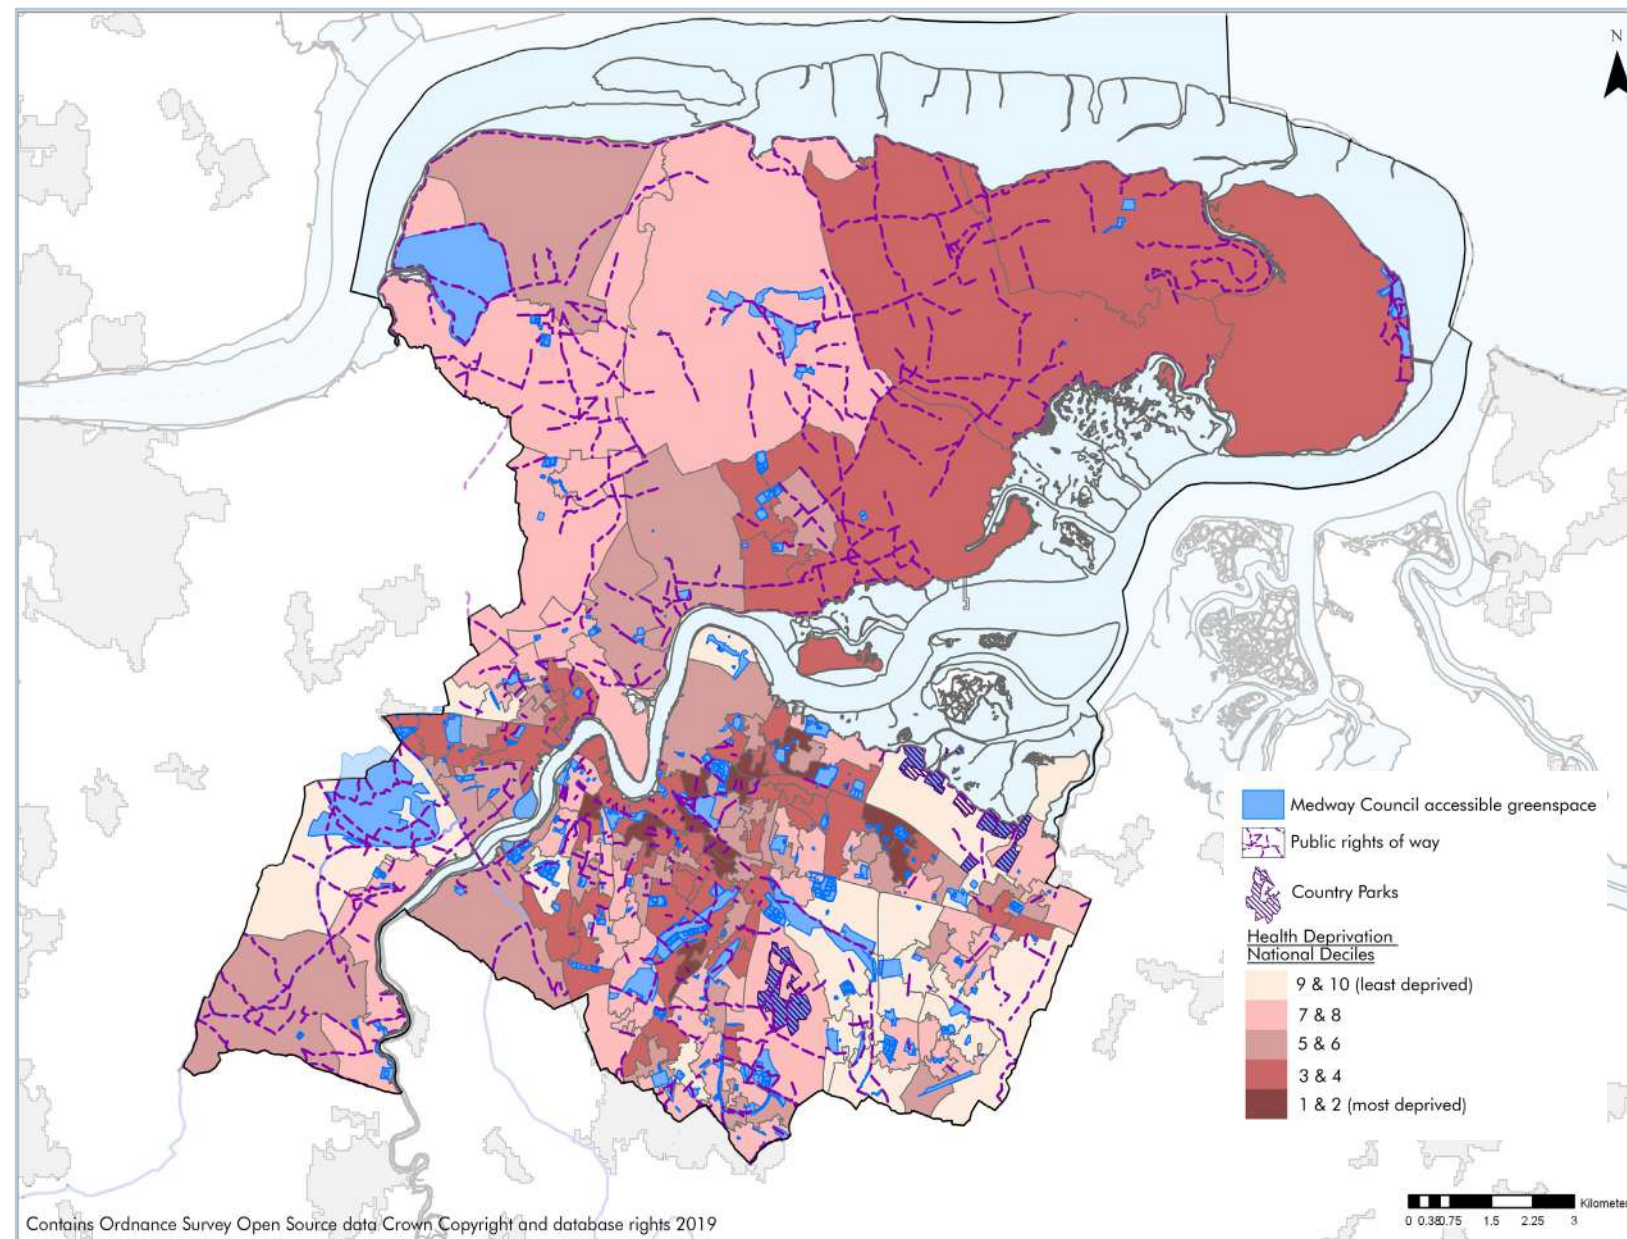 N
Medway Council accessible greenspace
Public rights of way
Country Parks
Health Deprivation
National Deciles
9 & 10 (least deprived)
7 & 8
5 & 6
3 & 4
1 & 2 (most deprived)
Kilometer
0 0.38 0.75 1.5 2.25 3
Contains Ordnance Survey Open Source data Crown Copyright and database rights 2019